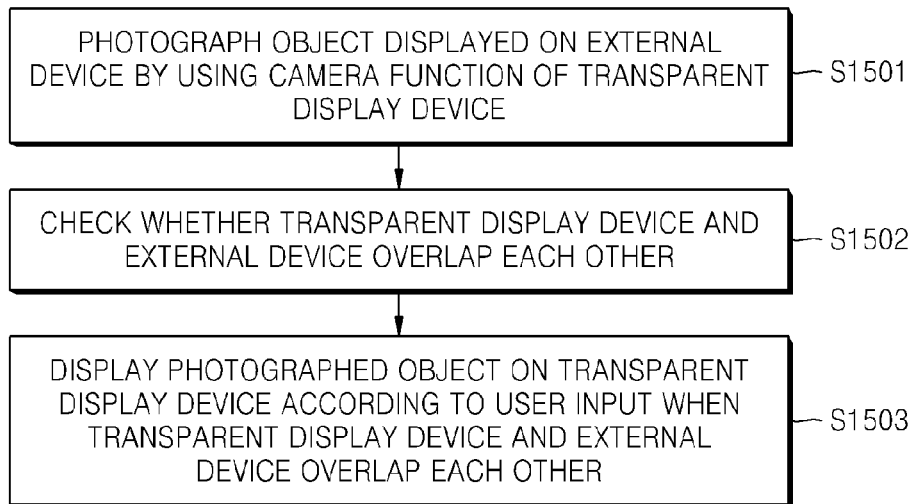 PHOTOGRAPH OBJECT DISPLAYED ON EXTERNAL
DEVICE BY USING CAMERA FUNCTION OF TRANSPARENT
DISPLAY DEVICE
S1501
CHECK WHETHER TRANSPARENT DISPLAY DEVICE AND
EXTERNAL DEVICE OVERLAP EACH OTHER
S1502
DISPLAY PHOTOGRAPHED OBJECT ON TRANSPARENT
DISPLAY DEVICE ACCORDING TO USER INPUT WHEN
TRANSPARENT DISPLAY DEVICE AND EXTERNAL
DEVICE OVERLAP EACH OTHER
S1503